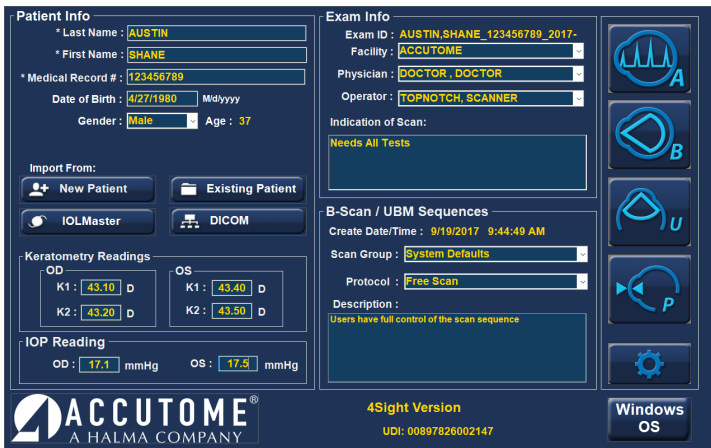 Patient Info
* Last Name : AUSTIN
* First Name : SHANE
* Medical Record # : 123456789
Date of Birth : 4/27/1980 M/d/yyyy
Gender : Male Age : 37
Import From:
New Patient
Existing Patient
IOLMaster
DICOM
Keratometry Readings
OD
K1 : 43.10 D
K2 : 43.20 D
OS
K1 : 43.40 D
K2 : 43.50 D
IOP Reading
OD : 17.1 mmHg OS : 17.5 mmHg
Exam Info
Exam ID : AUSTIN,SHANE_123456789_2017-
Facility : ACCUTOME
Physician : DOCTOR , DOCTOR
Operator : TOPNOTCH, SCANNER
Indication of Scan:
Needs All Tests
B-Scan / UBM Sequences
Create Date/Time : 9/19/2017 9:44:49 AM
Scan Group : System Defaults
Protocol : Free Scan
Description :
Users have full control of the scan sequence
A
B
U
P
ACCUTOME®
A HALMA COMPANY
4Sight Version
UDI: 00897826002147
Windows
OS